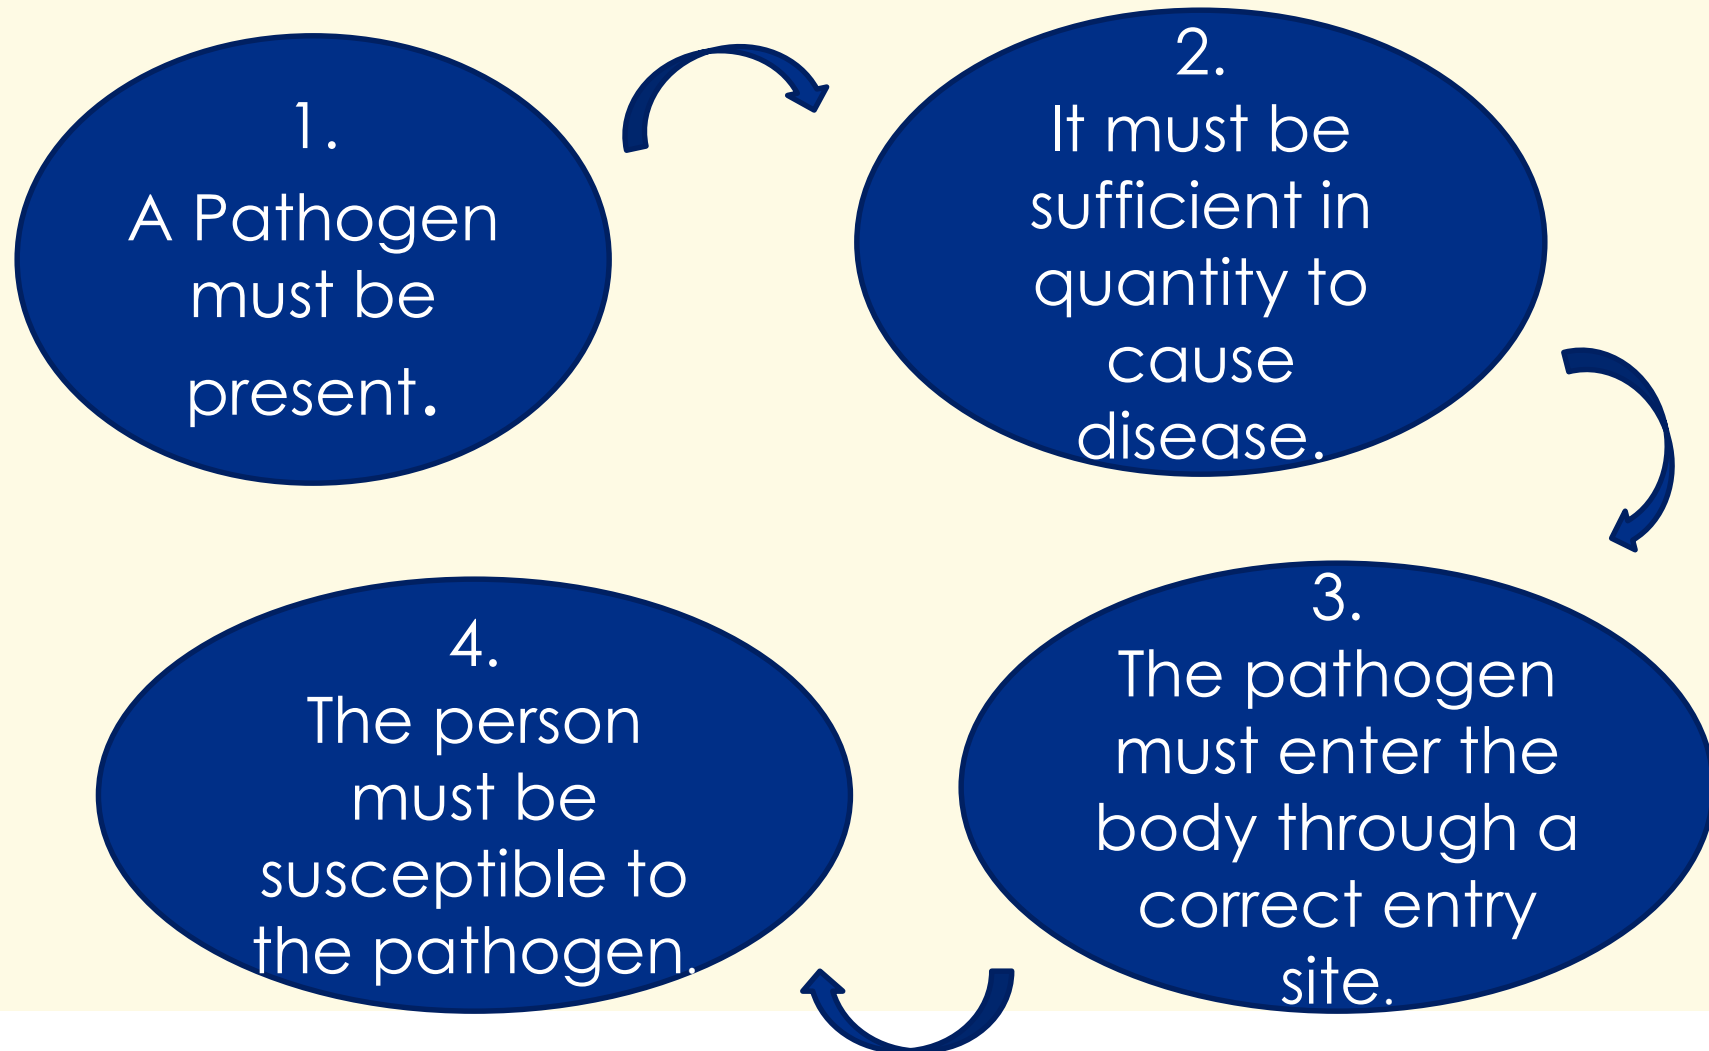 1.
A Pathogen
must be
present.
2.
It must be
sufficient in
quantity to
cause
disease.
3.
The pathogen
must enter the
body through a
correct entry
site.
4.
The person
must be
susceptible to
the pathogen.